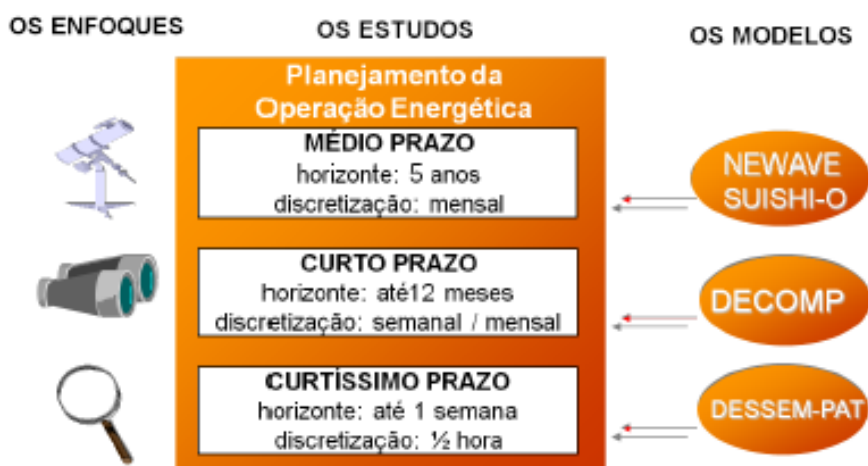 OS ENFOQUES
OS ESTUDOS
OS MODELOS
Planejamento da
Operação Energética
MÉDIO PRAZO
horizonte: 5 anos
discretização: mensal
NEWAVE
SUISHI-O
CURTO PRAZO
horizonte: até12 meses
discretização: semanal / mensal
DECOMP
CURTÍSSIMO PRAZO
horizonte: até 1 semana
discretização: ½ hora
DESSEM-PAT